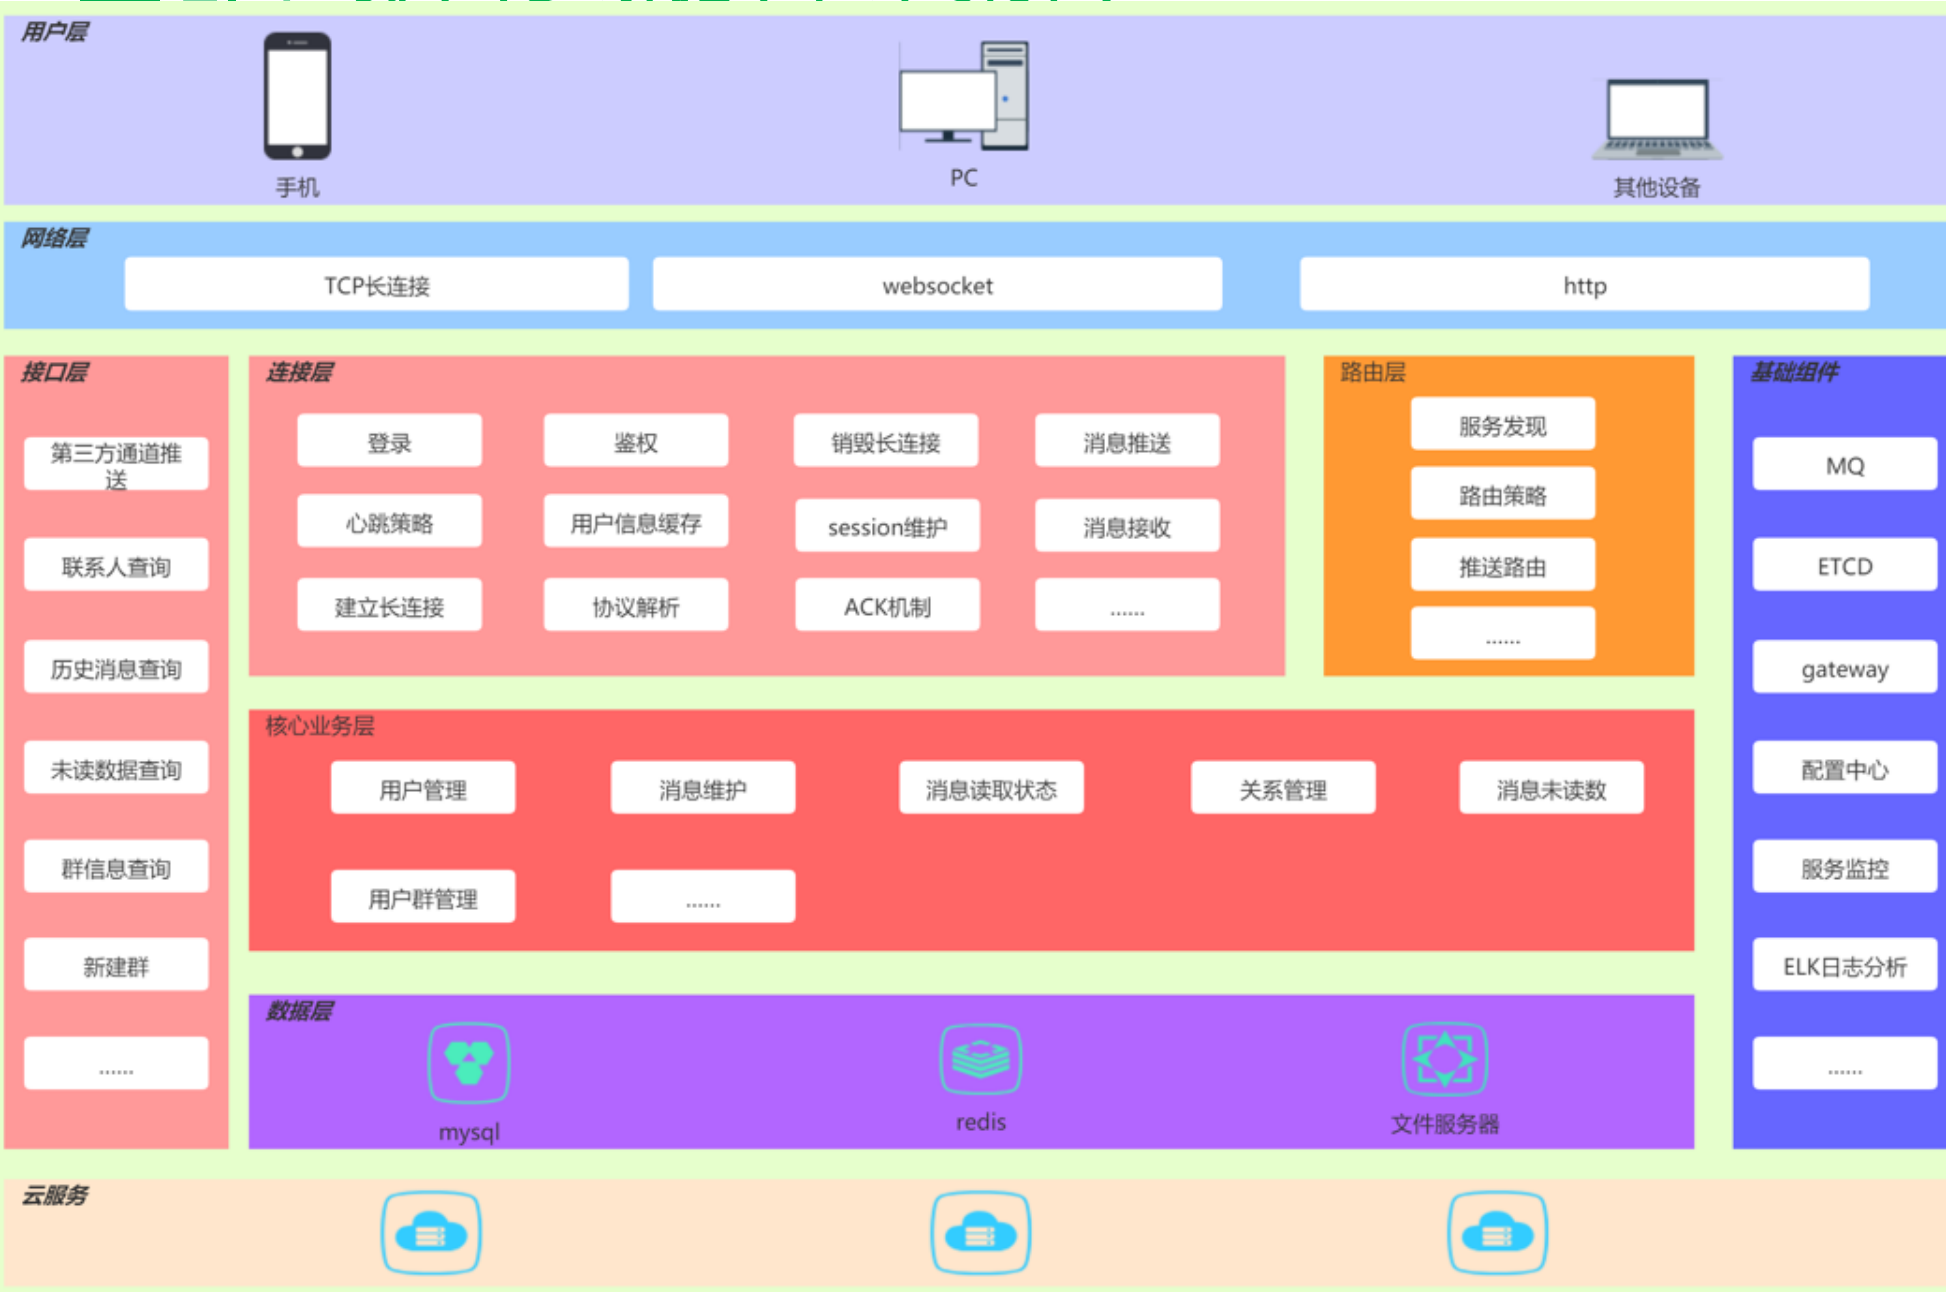 用户层
手机
PC
其他设备
网络层
TCP长连接
websocket
http
接口层
第三方通道推
送
联系人查询
历史消息查询
未读数据查询
群信息查询
新建群
......
连接层
登录
鉴权
销毁长连接
消息推送
心跳策略
用户信息缓存
session维护
消息接收
建立长连接
协议解析
ACK机制
......
路由层
服务发现
路由策略
推送路由
......
核心业务层
用户管理
消息维护
消息读取状态
关系管理
消息未读数
用户群管理
......
数据层
mysql
redis
文件服务器
基础组件
MQ
ETCD
gateway
配置中心
服务监控
ELK日志分析
......
云服务